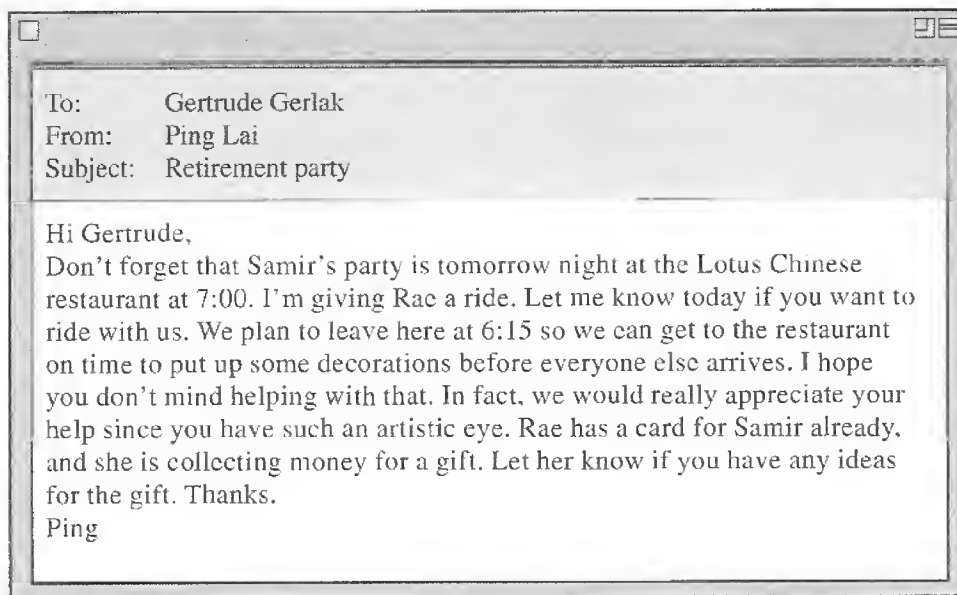 To: Gertrude Gerlak
From: Ping Lai
Subject: Retirement party
Hi Gertrude,
Don't forget that Samir's party is tomorrow night at the Lotus Chinese
restaurant at 7:00. I'm giving Rae a ride. Let me know today if you want to
ride with us. We plan to leave here at 6:15 so we can get to the restaurant
on time to put up some decorations before everyone else arrives. I hope
you don't mind helping with that. In fact, we would really appreciate your
help since you have such an artistic eye. Rae has a card for Samir already,
and she is collecting money for a gift. Let her know if you have any ideas
for the gift. Thanks.
Ping